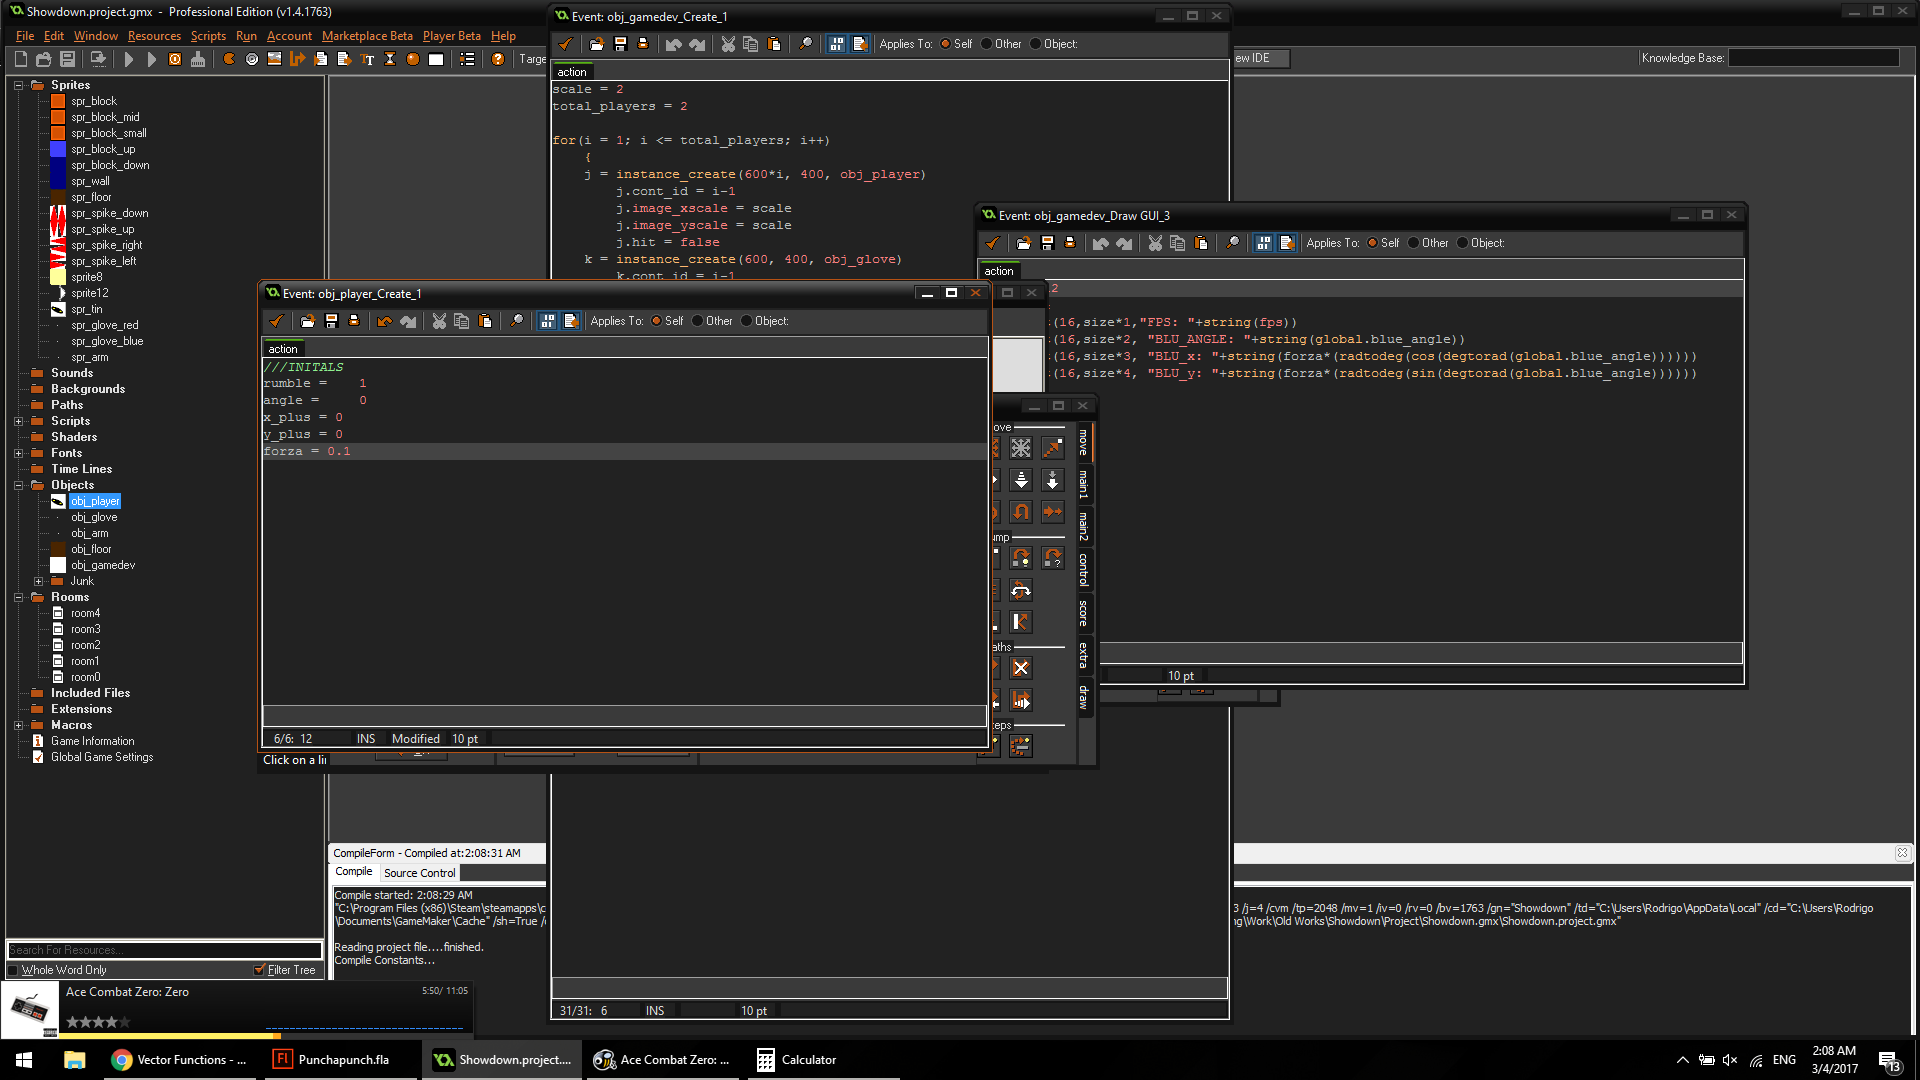 Showdown.project.gmx - Professional Edition (v1.4.1763)
File Edit Window Resources Scripts Run Account Marketplace Beta Player Beta Help
Target
ew IDE
Knowledge Base:
Sprites
spr_block
spr_block_mid
spr_block_small
spr_block_up
spr_block_down
spr_wall
spr_floor
spr_spike_down
spr_spike_up
spr_spike_right
spr_spike_left
sprite8
sprite12
spr_tin
spr_glove_red
spr_glove_blue
spr_arm
Sounds
Backgrounds
Paths
Scripts
Shaders
Fonts
Time Lines
Objects
obj_player
obj_glove
obj_arm
obj_floor
obj_gamedev
Junk
Rooms
room4
room3
room2
room1
room0
Included Files
Extensions
Macros
Game Information
Global Game Settings
Search For Resources...
Whole Word Only
Filter Tree
Event: obj_gamedev_Create_1
Applies To: Self Other Object:
action
scale = 2
total_players = 2
for(i = 1; i <= total_players; i++)
{
j = instance_create(600*i, 400, obj_player)
j.cont_id = i-1
j.image_xscale = scale
j.image_yscale = scale
j.hit = false
k = instance_create(600, 400, obj_glove)
k.cont_id = i-1
31/31: 6 INS 10 pt
Event: obj_gamedev_Draw GUI_3
Applies To: Self Other Object:
action
2
(16,size*1,"FPS: "+string(fps))
(16,size*2, "BLU_ANGLE: "+string(global.blue_angle))
(16,size*3, "BLU_x: "+string(forza*(radtodeg(cos(degtorad(global.blue_angle))))))
(16,size*4, "BLU_y: "+string(forza*(radtodeg(sin(degtorad(global.blue_angle))))))
10 pt
Event: obj_player_Create_1
Applies To: Self Other Object:
action
///INITALS
rumble = 1
angle = 0
x_plus = 0
y_plus = 0
forza = 0.1
6/6: 12 INS Modified 10 pt
Click on a li
ove
ump
aths
teps
move
main1
main2
control
score
extra
draw
CompileForm - Compiled at:2:08:31 AM
Compile Source Control
Compile started: 2:08:29 AM
"C:\Program Files (x86)\Steam\steamapps\c
3 /j=4 /cvm /tp=2048 /mv=1 /iv=0 /rv=0 /bv=1763 /gn="Showdown" /td="C:\Users\Rodrigo\AppData\Local" /cd="C:\Users\Rodrigo
\Documents\GameMaker\Cache" /sh=True /
ng\Work\Old Works\Showdown\Project\Showdown.gmx\Showdown.project.gmx"
Reading project file....finished.
Compile Constants...
Ace Combat Zero: Zero
5:50/ 11:05
Vector Functions - ...
Punchapunch.fla
Showdown.project....
Ace Combat Zero: ...
Calculator
ENG
2:08 AM
3/4/2017
13